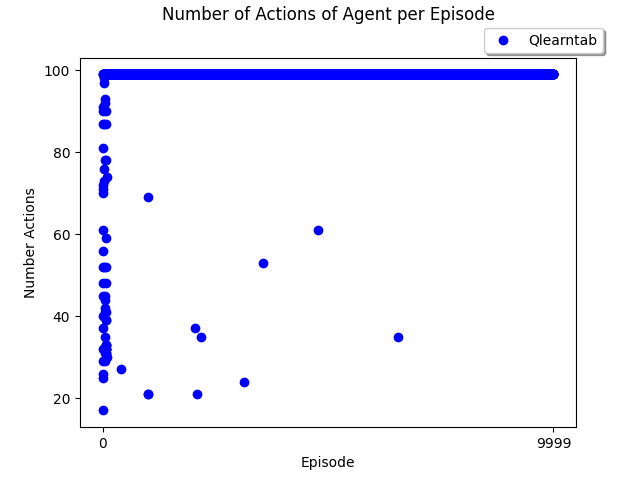 Number of Actions of Agent per Episode
Qlearntab
100
80
60
40
20
Number Actions
0
9999
Episode